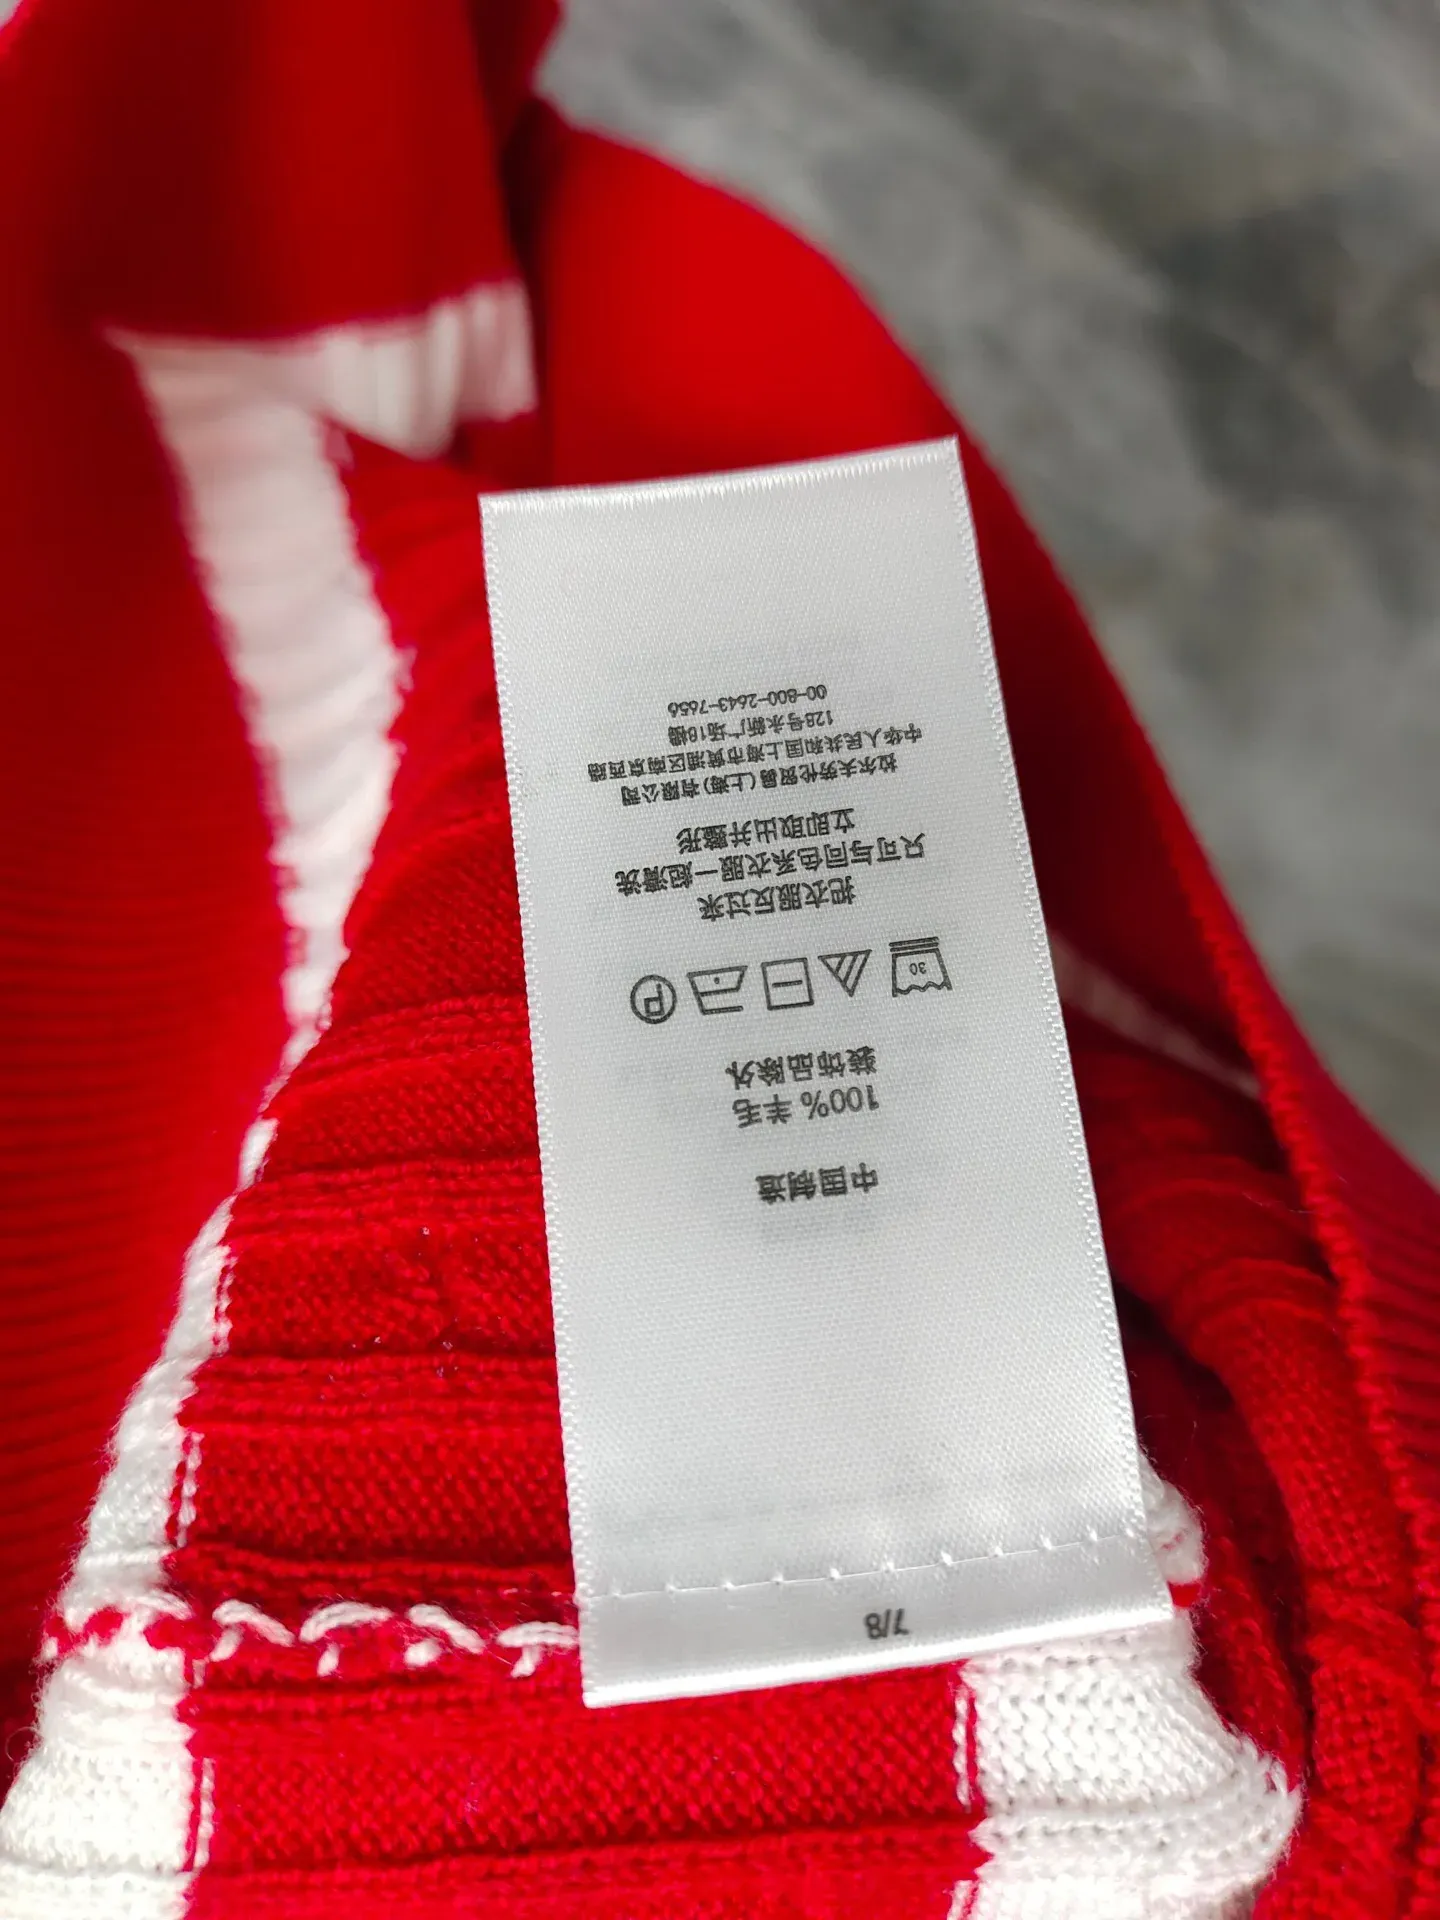 7/8
中国制造
100% 羊毛
装饰品除外
30
P
把衣服反过来
只可与同色系衣服一起清洗
立即取出并整形
拉尔夫劳伦贸易(上海)有限公司
中华人民共和国上海市黄浦区南京西路
128号永新广场18楼
00-800-2643-7656